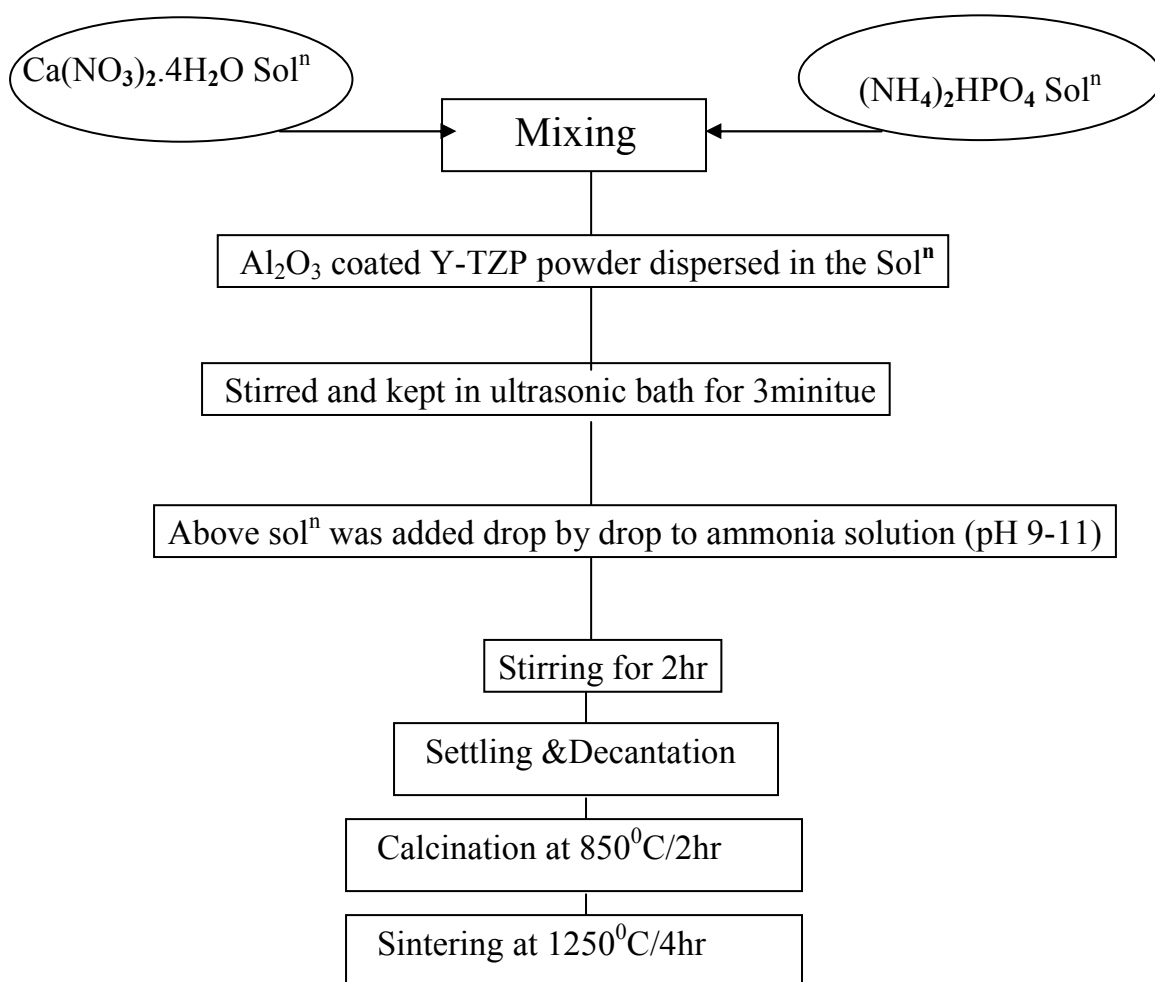 Ca(NO₃)₂.4H₂O Solⁿ
(NH₄)₂HPO₄ Solⁿ
Mixing
Al₂O₃ coated Y-TZP powder dispersed in the Solⁿ
Stirred and kept in ultrasonic bath for 3minitue
Above solⁿ was added drop by drop to ammonia solution (pH 9-11)
Stirring for 2hr
Settling &Decantation
Calcination at 850⁰C/2hr
Sintering at 1250⁰C/4hr